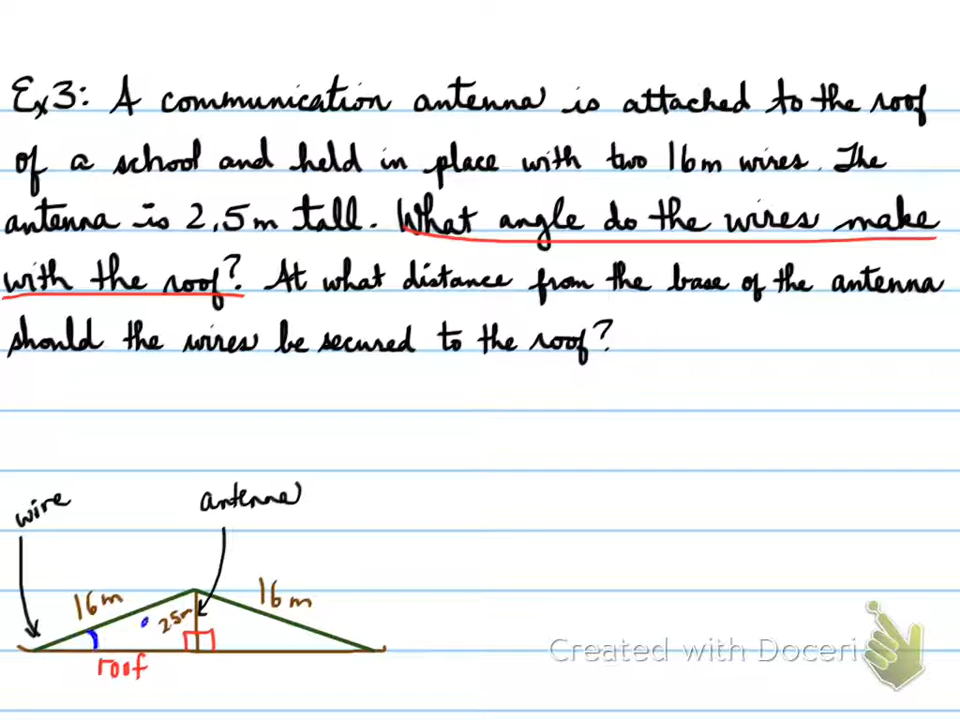 Ex3: A communication antenna is attached to the roof
of a school and held in place with two 16m wires. The
antenna is 2.5m tall. What angle do the wires make
with the roof? At what distance from the base of the antenna
should the wires be secured to the roof?
wire
antenna
16m
2.5m
16m
roof
Created with Doceri